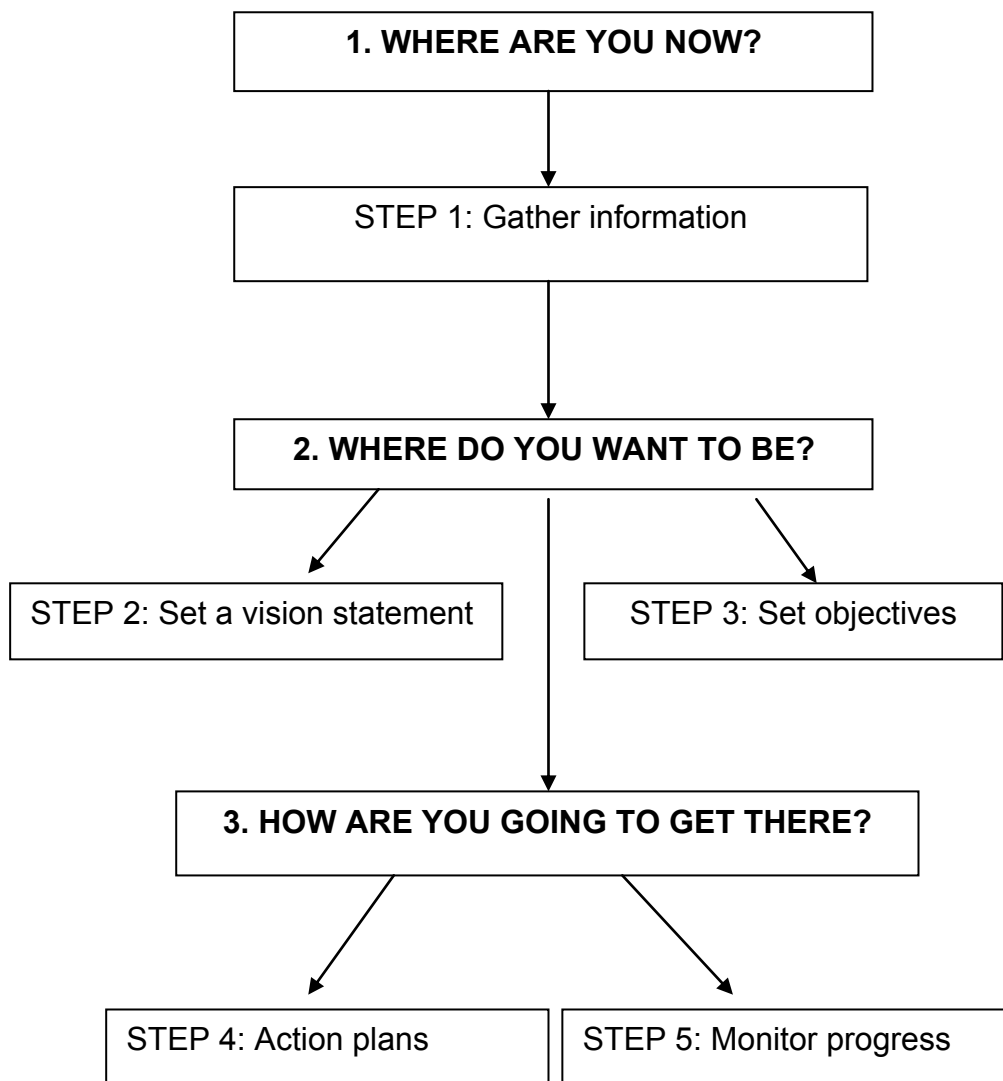 1. WHERE ARE YOU NOW?
STEP 1: Gather information
2. WHERE DO YOU WANT TO BE?
STEP 2: Set a vision statement
STEP 3: Set objectives
3. HOW ARE YOU GOING TO GET THERE?
STEP 4: Action plans
STEP 5: Monitor progress